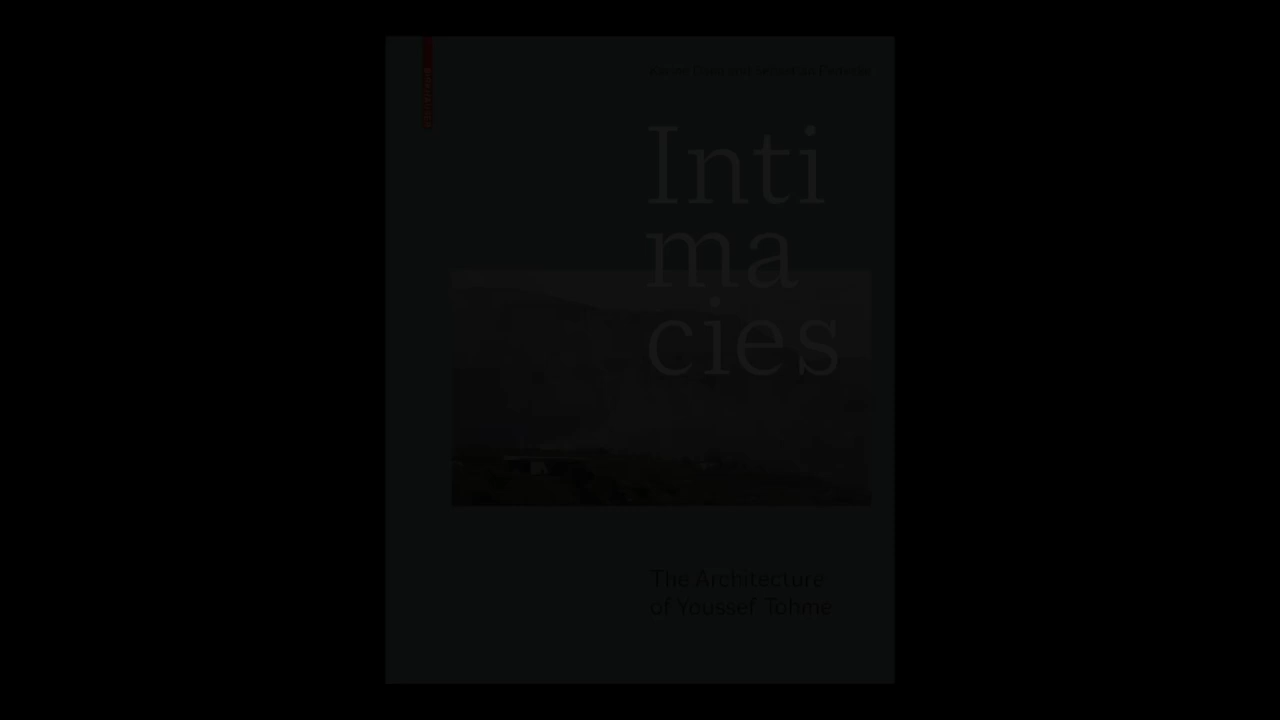 Inti
ma
cies
The Architecture
of Youssef Tohme